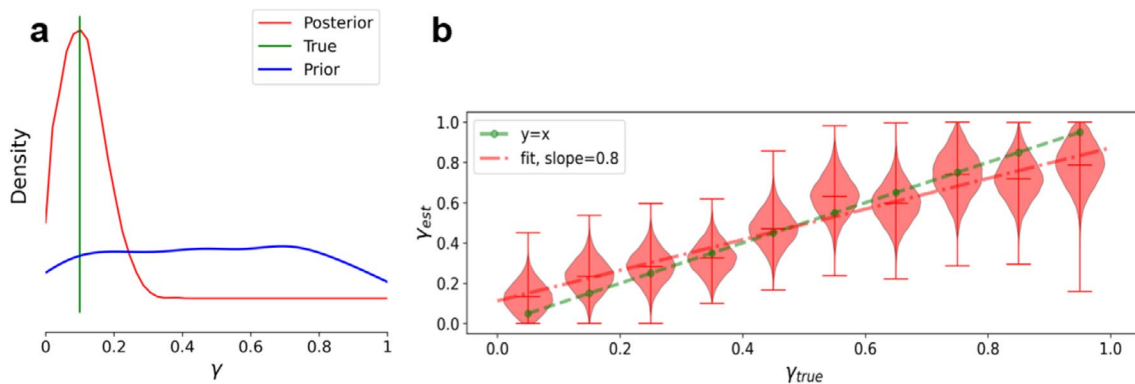 a
Posterior
True
Prior
Density
0 0.2 0.4 0.6 0.8 1
γ
b
y=x
fit, slope=0.8
γest
1.0
0.8
0.6
0.4
0.2
0.0
0.0 0.2 0.4 0.6 0.8 1.0
γtrue